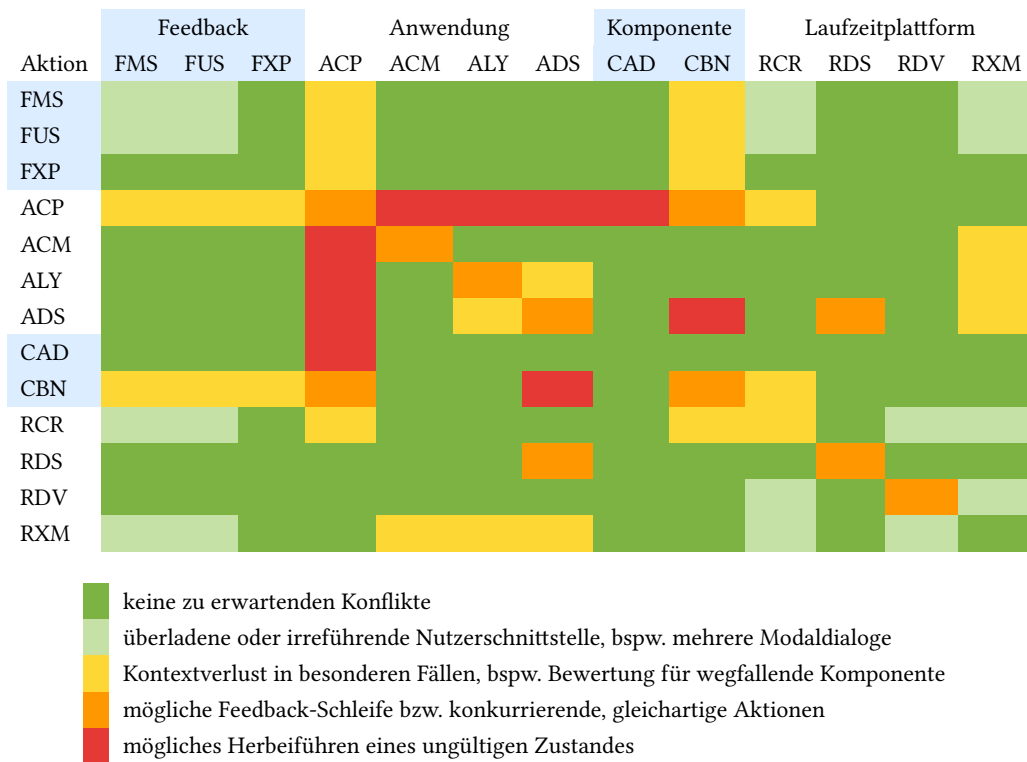 Feedback Anwendung Komponente Laufzeitplattform
Aktion FMS FUS FXP ACP ACM ALY ADS CAD CBN RCR RDS RDV RXM
FMS
FUS
FXP
ACP
ACM
ALY
ADS
CAD
CBN
RCR
RDS
RDV
RXM
keine zu erwartenden Konflikte
überladene oder irreführende Nutzerschnittstelle, bspw. mehrere Modaldialoge
Kontextverlust in besonderen Fällen, bspw. Bewertung für wegfallende Komponente
mögliche Feedback-Schleife bzw. konkurrierende, gleichartige Aktionen
mögliches Herbeiführen eines ungültigen Zustandes